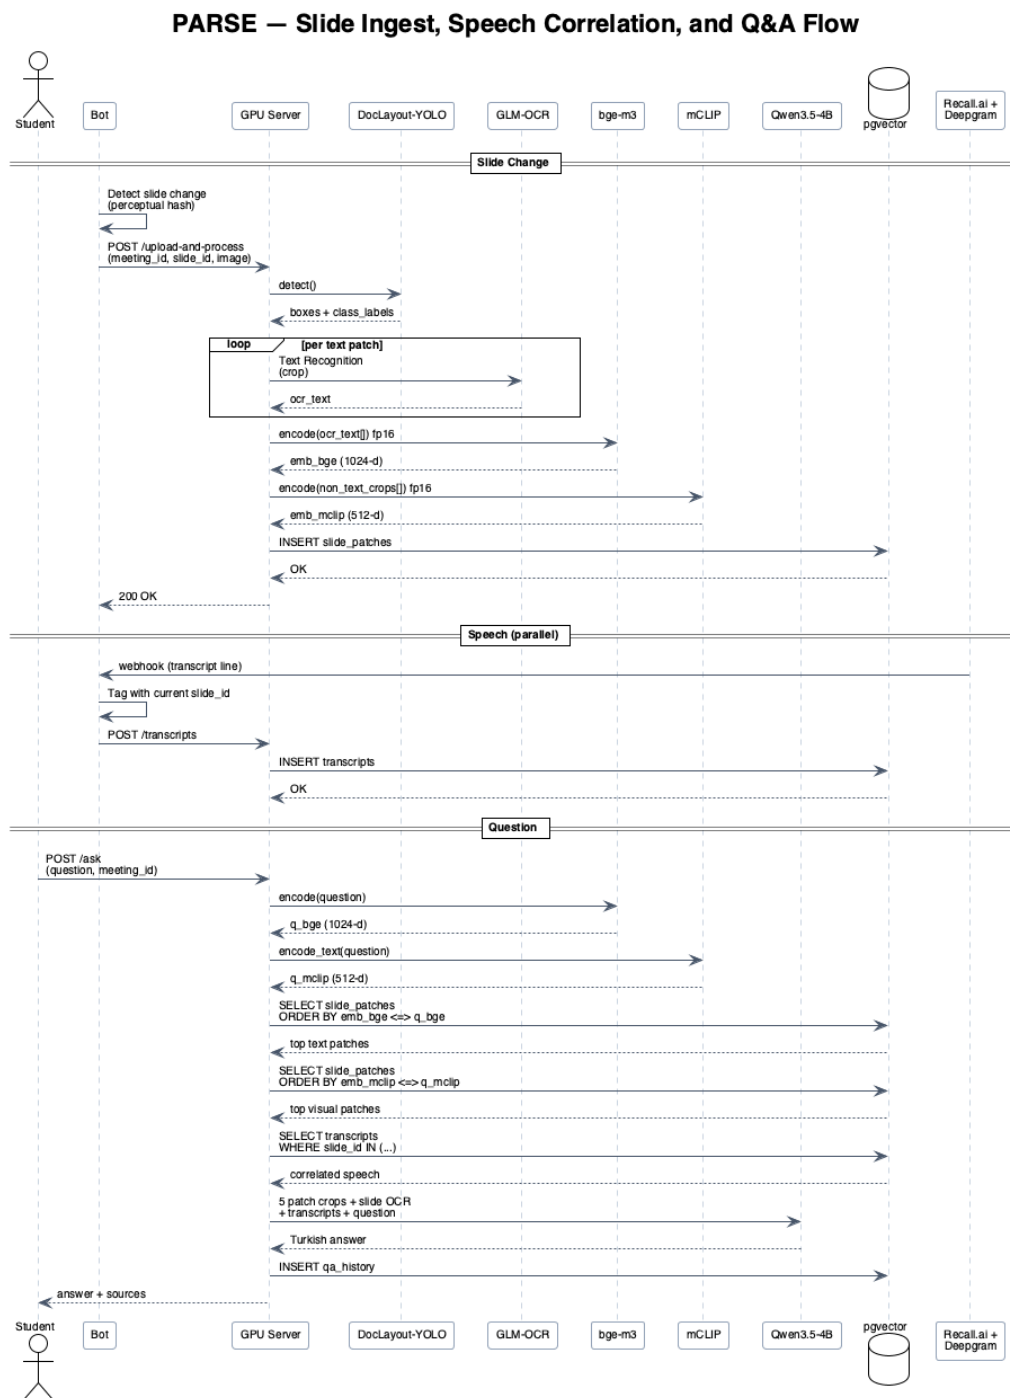 PARSE — Slide Ingest, Speech Correlation, and Q&A Flow
Student
Bot
GPU Server
DocLayout-YOLO
GLM-OCR
bge-m3
mCLIP
Qwen3.5-4B
pgvector
Recall.ai +
Deepgram
Slide Change
Detect slide change
(perceptual hash)
POST /upload-and-process
(meeting_id, slide_id, image)
detect()
boxes + class_labels
loop
[per text patch]
Text Recognition
(crop)
ocr_text
encode(ocr_text[]) fp16
emb_bge (1024-d)
encode(non_text_crops[]) fp16
emb_mclip (512-d)
INSERT slide_patches
OK
200 OK
Speech (parallel)
webhook (transcript line)
Tag with current slide_id
POST /transcripts
INSERT transcripts
OK
Question
POST /ask
(question, meeting_id)
encode(question)
q_bge (1024-d)
encode_text(question)
q_mclip (512-d)
SELECT slide_patches
ORDER BY emb_bge <=> q_bge
top text patches
SELECT slide_patches
ORDER BY emb_mclip <=> q_mclip
top visual patches
SELECT transcripts
WHERE slide_id IN (...)
correlated speech
5 patch crops + slide OCR
+ transcripts + question
Turkish answer
INSERT qa_history
answer + sources
Student
Bot
GPU Server
DocLayout-YOLO
GLM-OCR
bge-m3
mCLIP
Qwen3.5-4B
pgvector
Recall.ai +
Deepgram